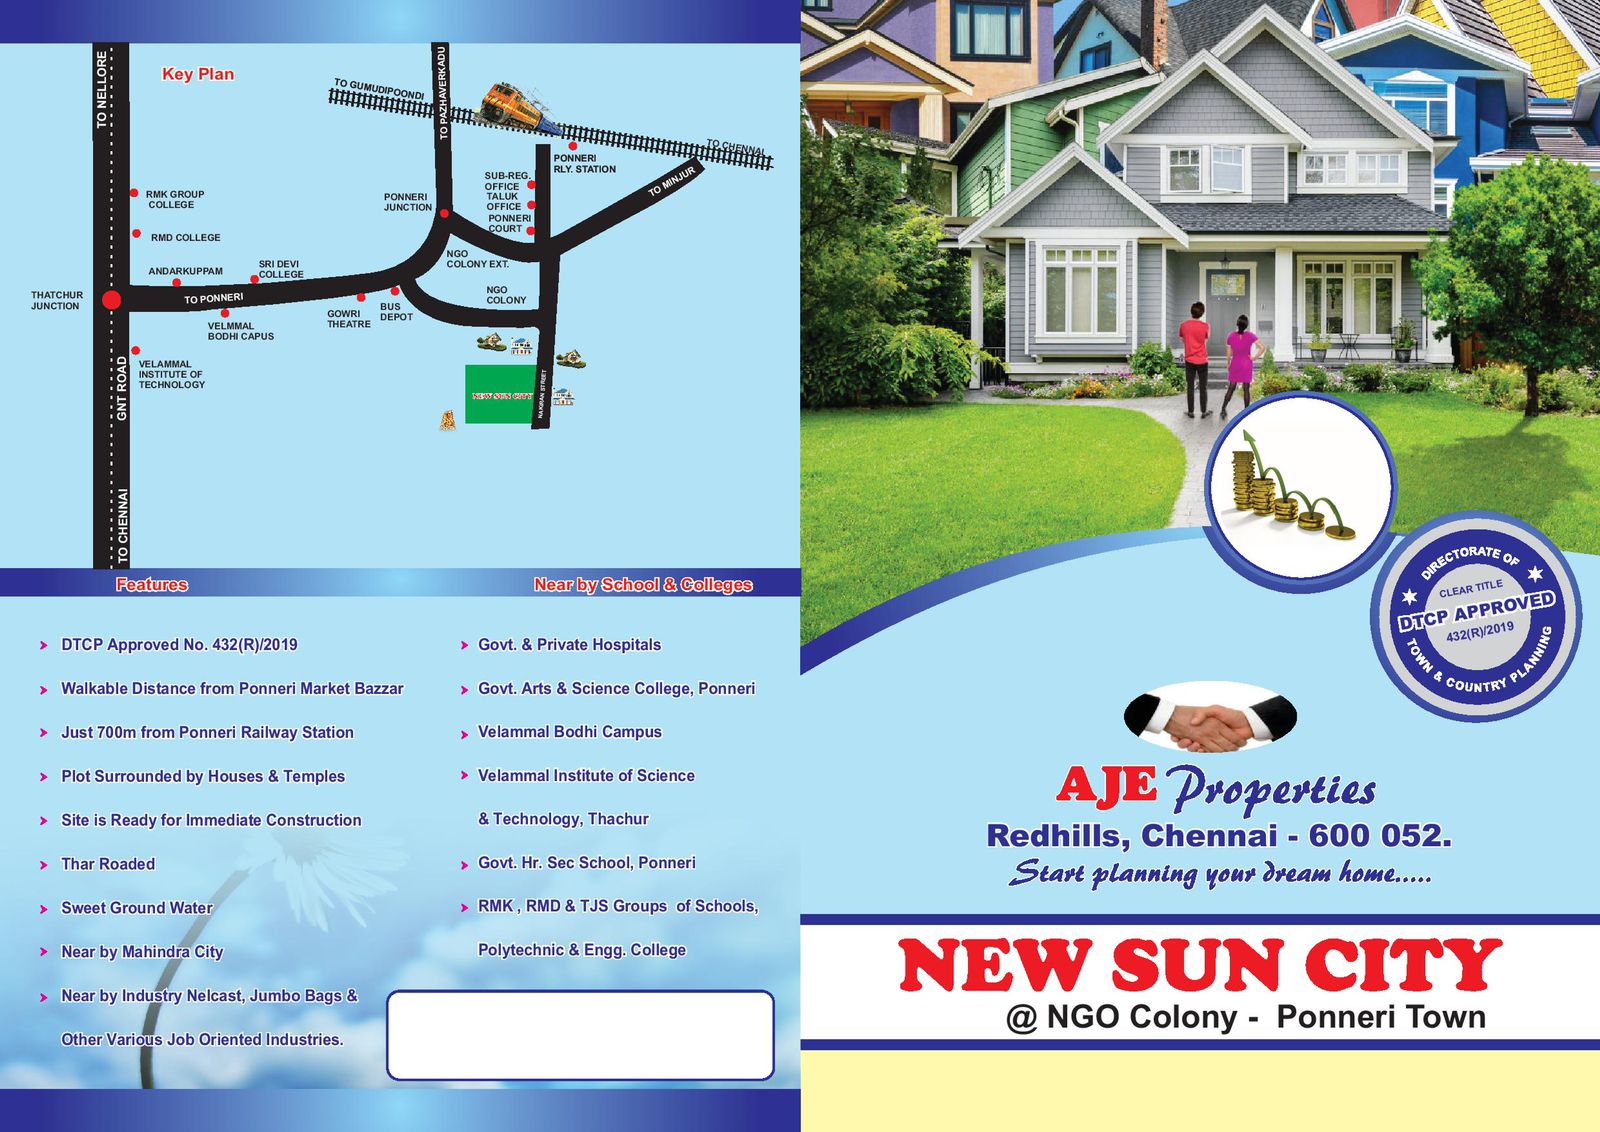 Key Plan
TO NELLORE
TO GUMUDIPOONDI
TO PAZHAVERKADU
TO CHENNAI
PONNERI
RLY. STATION
TO MINJUR
SUB-REG.
OFFICE
TALUK
OFFICE
PONNERI
COURT
PONNERI
JUNCTION
RMK GROUP
COLLEGE
RMD COLLEGE
NGO
COLONY EXT.
ANDARKUPPAM
SRI DEVI
COLLEGE
THATCHUR
JUNCTION
TO PONNERI
NGO
COLONY
GOWRI
THEATRE
BUS
DEPOT
VELMMAL
BODHI CAPUS
VELAMMAL
INSTITUTE OF
TECHNOLOGY
GNT ROAD
NEW SUN CITY
NAKIRAN STREET
TO CHENNAI
Features
DTCP Approved No. 432(R)/2019
Walkable Distance from Ponneri Market Bazzar
Just 700m from Ponneri Railway Station
Plot Surrounded by Houses & Temples
Site is Ready for Immediate Construction
Thar Roaded
Sweet Ground Water
Near by Mahindra City
Near by Industry Nelcast, Jumbo Bags &
Other Various Job Oriented Industries.
Near by School & Colleges
Govt. & Private Hospitals
Govt. Arts & Science College, Ponneri
Velammal Bodhi Campus
Velammal Institute of Science
& Technology, Thachur
Govt. Hr. Sec School, Ponneri
RMK , RMD & TJS Groups of Schools,
Polytechnic & Engg. College
DIRECTORATE OF
CLEAR TITLE
DTCP APPROVED
432(R)/2019
TOWN & COUNTRY PLANNING
AJE Properties
Redhills, Chennai - 600 052.
Start planning your dream home.....
NEW SUN CITY
@ NGO Colony - Ponneri Town